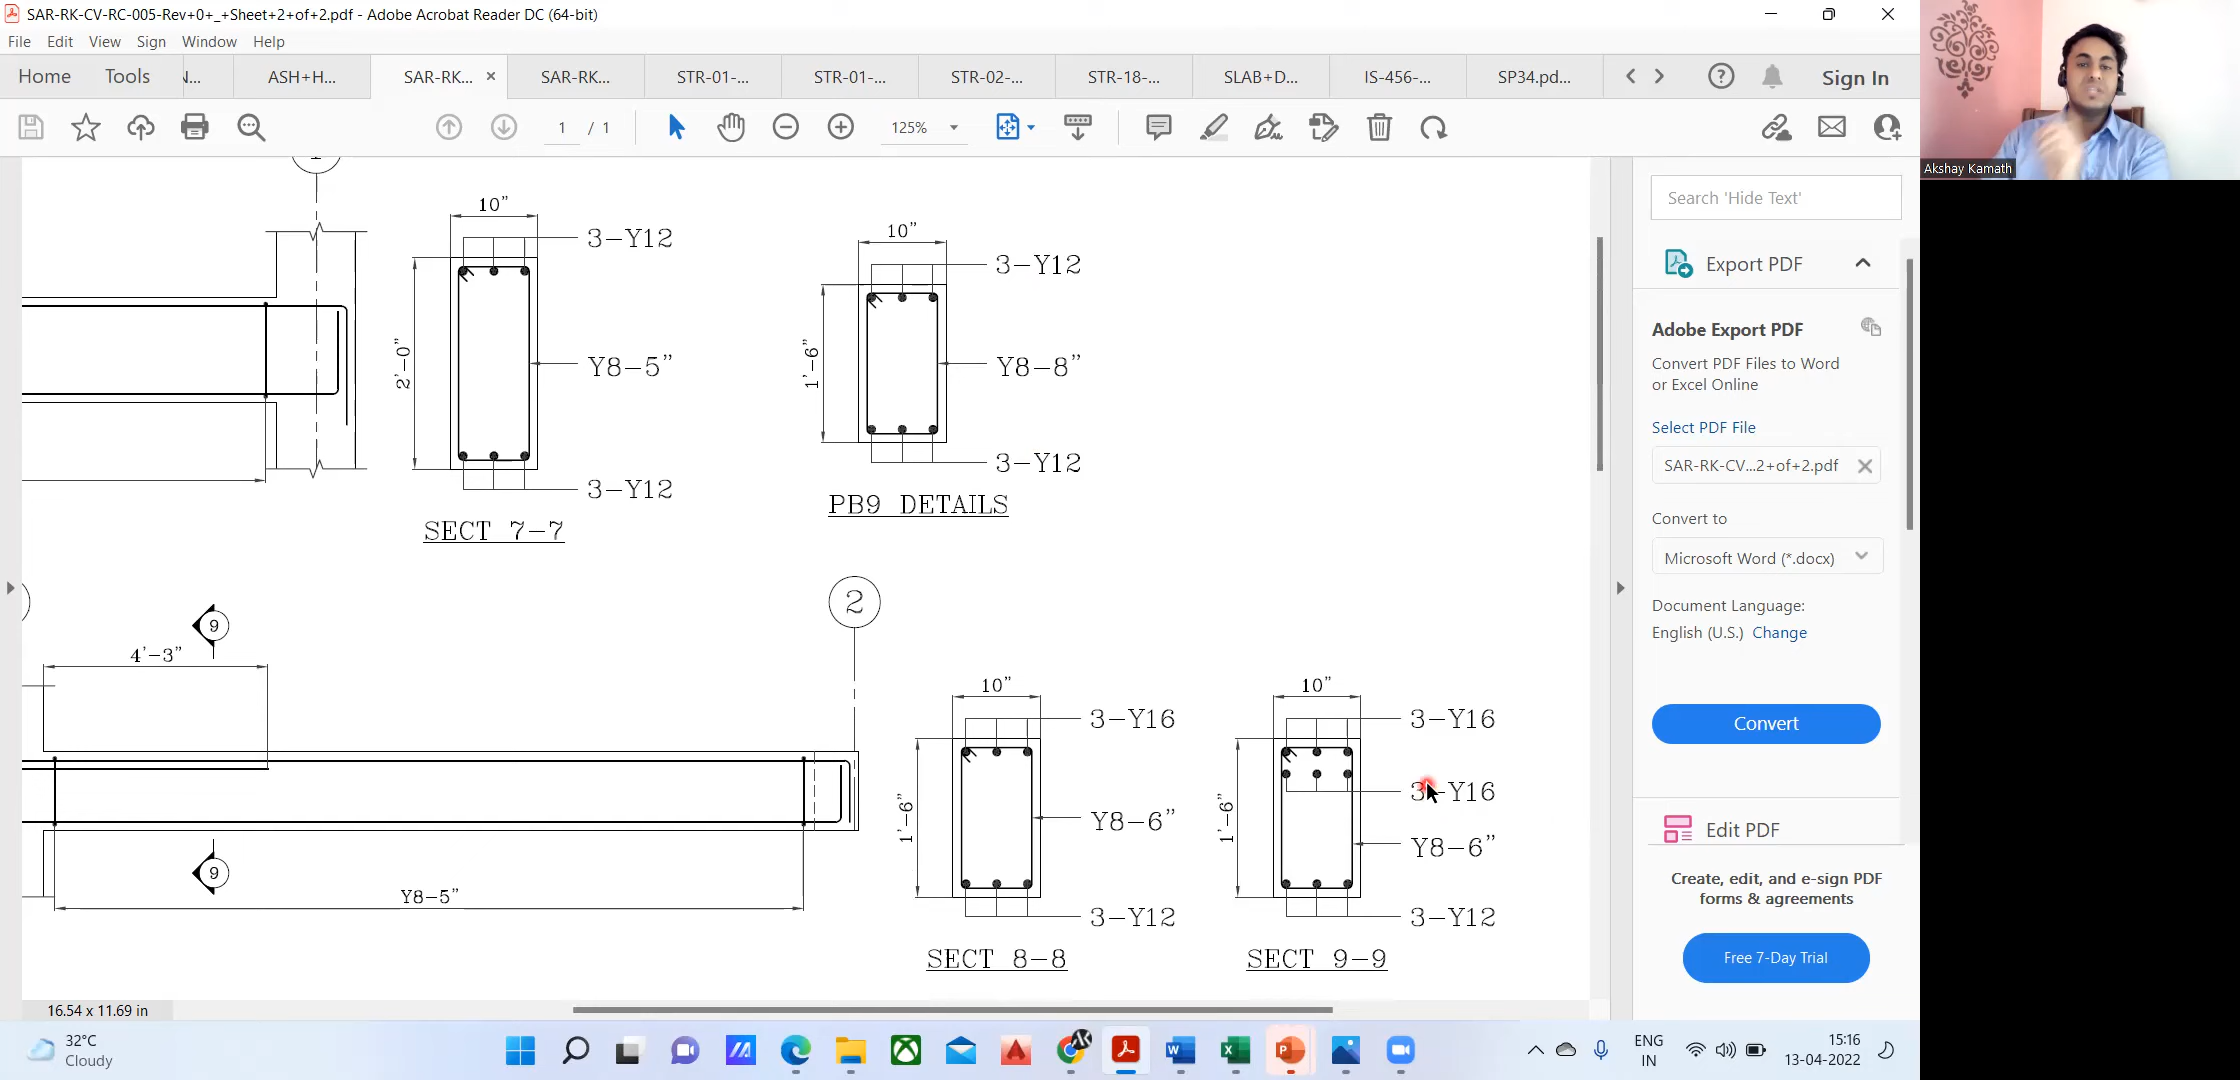 SAR-RK-CV-RC-005-Rev+0+_+Sheet+2+of+2.pdf - Adobe Acrobat Reader DC (64-bit)
File Edit View Sign Window Help
Home Tools N... ASH+H... SAR-RK... SAR-RK... STR-01-... STR-01-... STR-02-... STR-18-... SLAB+D... IS-456-... SP34.pd... Sign In
1 / 1 125%
Akshay Kamath
10"
3-Y12
2'-0"
Y8-5"
3-Y12
SECT 7-7
10"
3-Y12
1'-6"
Y8-8"
3-Y12
PB9 DETAILS
9
4'-3"
2
9
Y8-5"
10"
3-Y16
1'-6"
Y8-6"
3-Y12
SECT 8-8
10"
3-Y16
3-Y16
1'-6"
Y8-6"
3-Y12
SECT 9-9
16.54 x 11.69 in
Search 'Hide Text'
Export PDF
Adobe Export PDF
Convert PDF Files to Word
or Excel Online
Select PDF File
SAR-RK-CV...2+of+2.pdf
Convert to
Microsoft Word (*.docx)
Document Language:
English (U.S.) Change
Convert
Edit PDF
Create, edit, and e-sign PDF
forms & agreements
Free 7-Day Trial
32°C
Cloudy
ENG
IN
15:16
13-04-2022